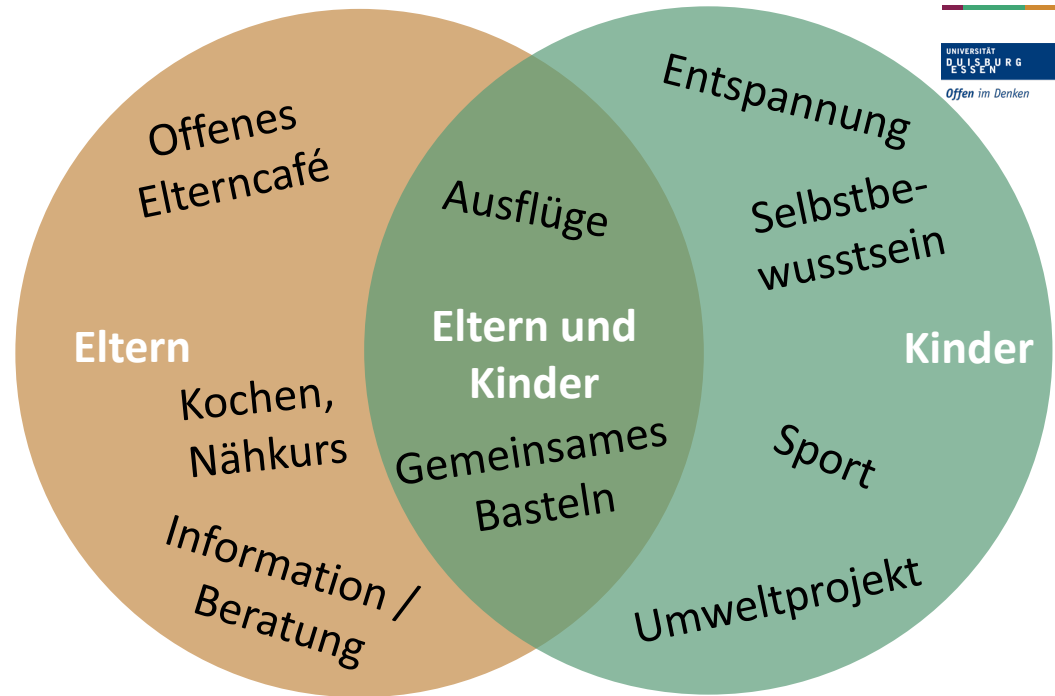 UNIVERSITÄT
DUISBURG
ESSEN
Offen im Denken
Offenes
Elterncafé
Eltern
Kochen,
Nähkurs
Information /
Beratung
Ausflüge
Eltern und
Kinder
Gemeinsames
Basteln
Entspannung
Selbstbe-
wusstsein
Kinder
Sport
Umweltprojekt